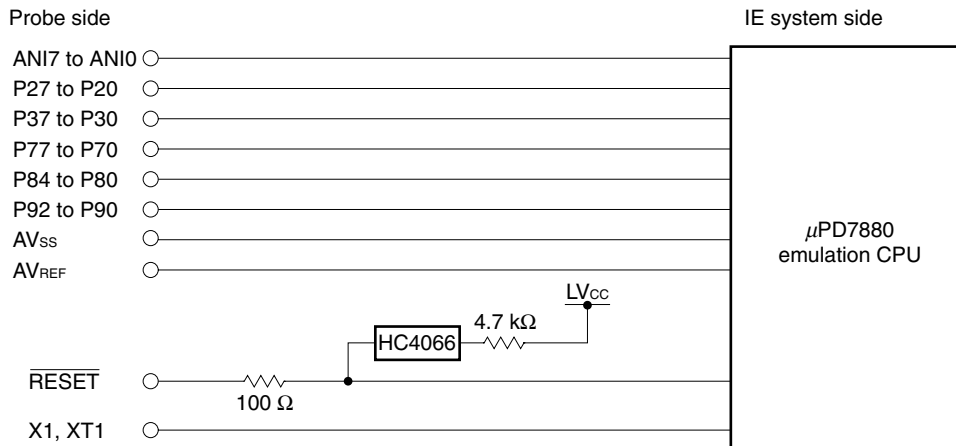 Probe side
IE system side
ANI7 to ANI0
P27 to P20
P37 to P30
P77 to P70
P84 to P80
P92 to P90
AVSS
AVREF
μPD7880
emulation CPU
LVCC
4.7 kΩ
HC4066
RESET
100 Ω
X1, XT1